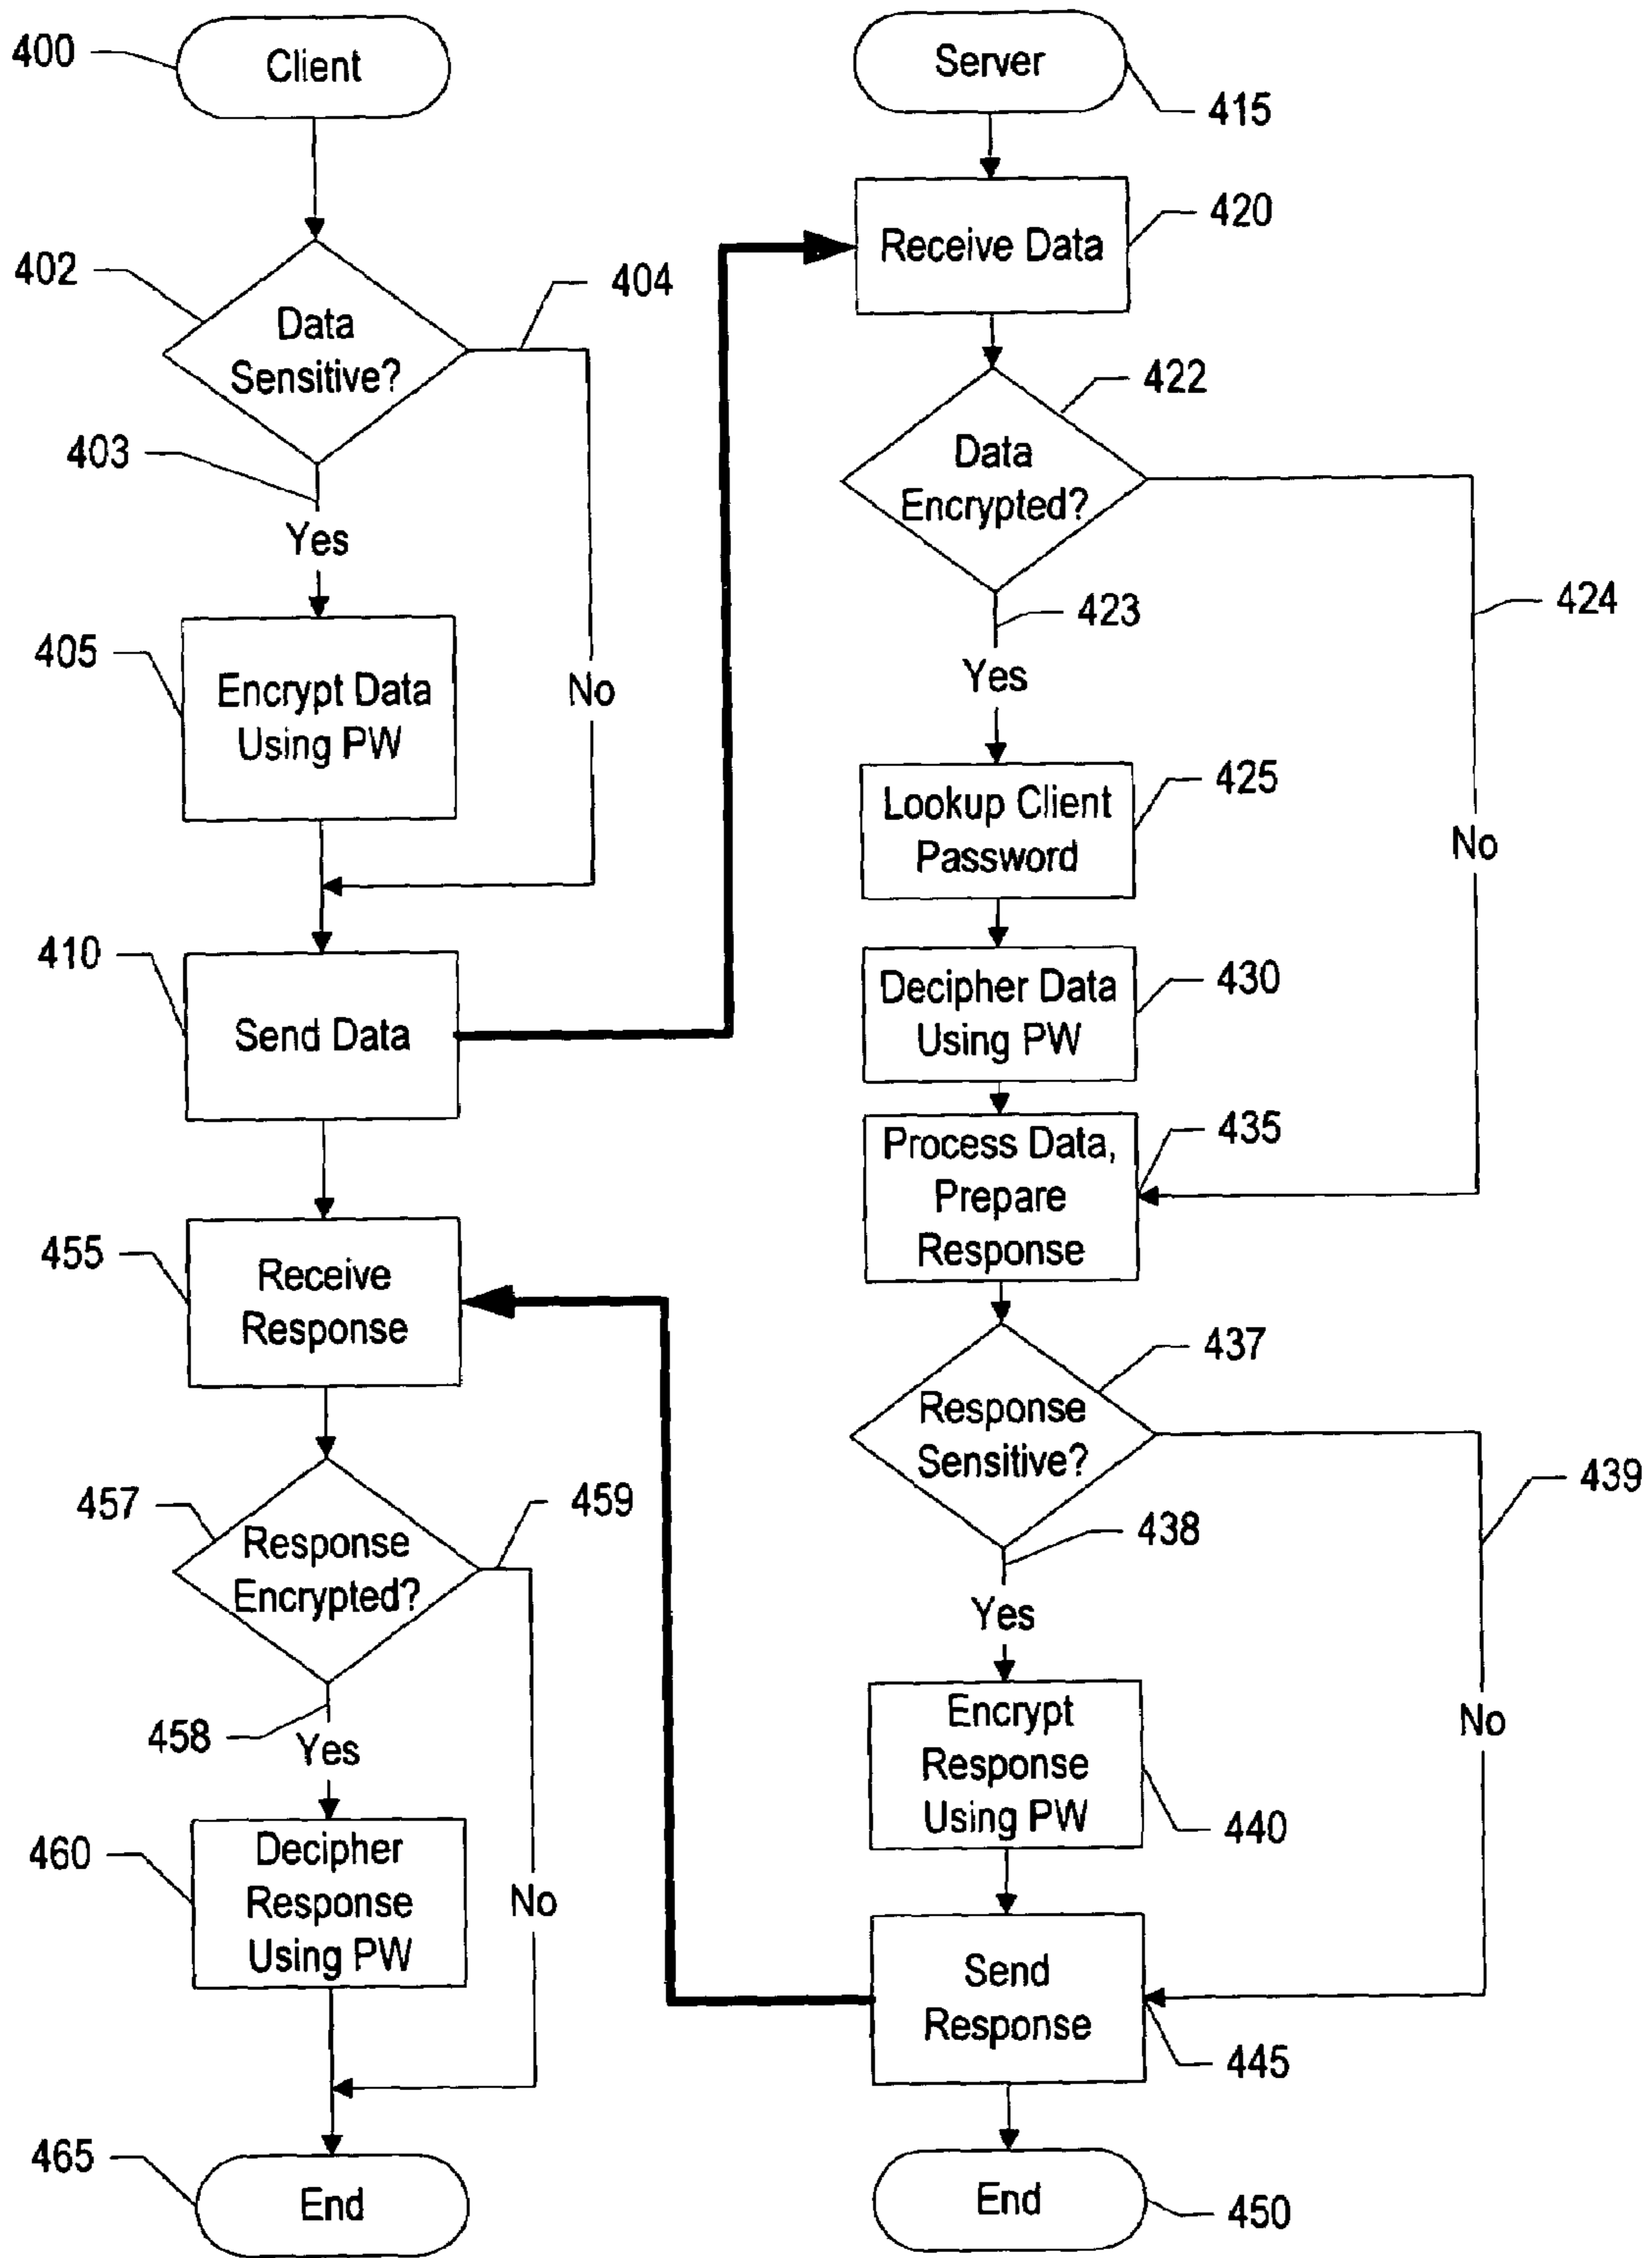 400
Client
402
Data
Sensitive?
404
403
Yes
405
Encrypt Data
Using PW
No
410
Send Data
455
Receive
Response
457
Response
Encrypted?
459
458
Yes
460
Decipher
Response
Using PW
No
465
End
Server
415
Receive Data
420
Data
Encrypted?
422
423
Yes
424
No
Lookup Client
Password
425
Decipher Data
Using PW
430
Process Data,
Prepare
Response
435
Response
Sensitive?
437
438
Yes
439
No
Encrypt
Response
Using PW
440
Send
Response
445
End
450